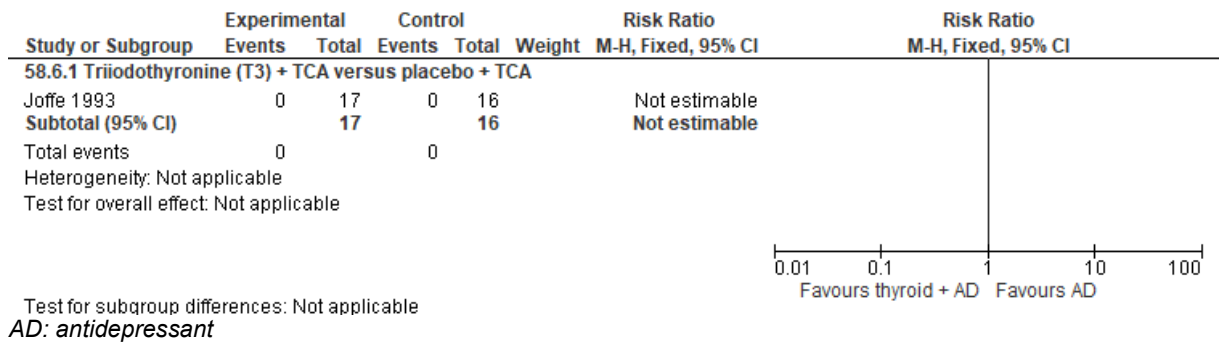 Experimental Control Risk Ratio Risk Ratio
Study or Subgroup Events Total Events Total Weight M-H, Fixed, 95% CI M-H, Fixed, 95% CI
58.6.1 Triiodothyronine (T3) + TCA versus placebo + TCA
Joffe 1993 0 17 0 16 Not estimable
Subtotal (95% CI) 17 16 Not estimable
Total events 0 0
Heterogeneity: Not applicable
Test for overall effect: Not applicable
0.01 0.1 1 10 100
Favours thyroid + AD Favours AD
Test for subgroup differences: Not applicable
AD: antidepressant